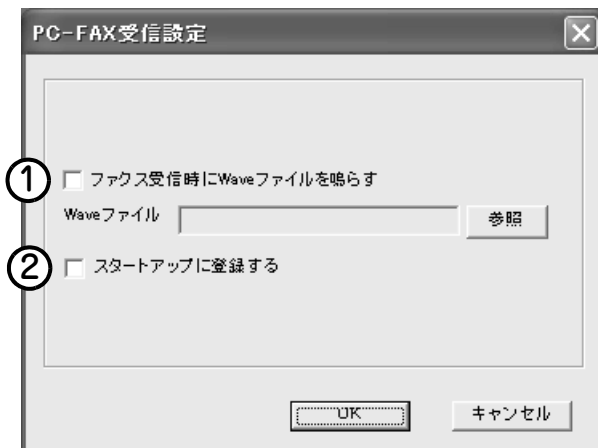 PC-FAX受信設定
① ファクス受信時にWaveファイルを鳴らす
Waveファイル 参照
② スタートアップに登録する
OK キャンセル